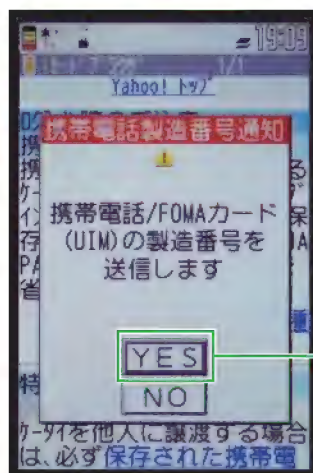 19:09
1/1
Yahoo! トップ
携帯電話製造番号通知
携帯電話/FOMAカード
(UIM)の製造番号を
送信します
YES
NO
ケータイを他人に譲渡する場合
は、必ず保存された携帯電